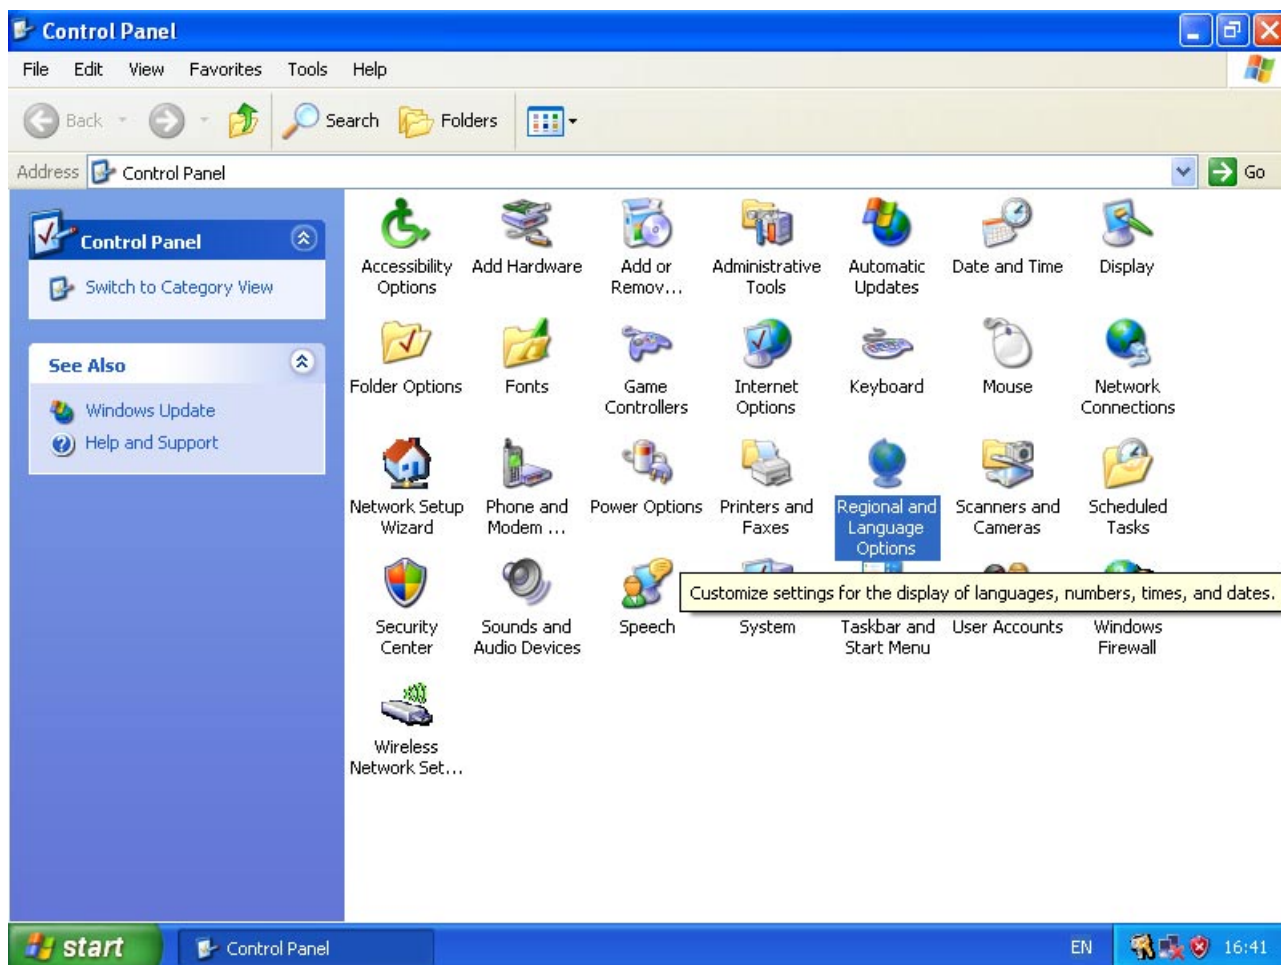 Control Panel
File Edit View Favorites Tools Help
Back Search Folders
Address Control Panel Go
Control Panel
Switch to Category View
See Also
Windows Update
Help and Support
Accessibility Options
Add Hardware
Add or Remov...
Administrative Tools
Automatic Updates
Date and Time
Display
Folder Options
Fonts
Game Controllers
Internet Options
Keyboard
Mouse
Network Connections
Network Setup Wizard
Phone and Modem ...
Power Options
Printers and Faxes
Regional and Language Options
Scanners and Cameras
Scheduled Tasks
Customize settings for the display of languages, numbers, times, and dates.
Security Center
Sounds and Audio Devices
Speech
System
Taskbar and Start Menu
User Accounts
Windows Firewall
Wireless Network Set...
start Control Panel EN 16:41